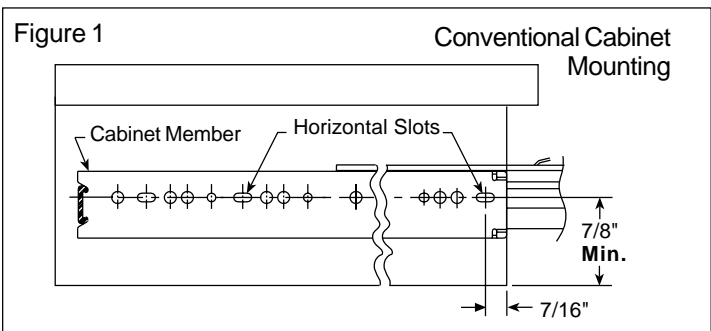 Figure 1
Conventional Cabinet
Mounting
Cabinet Member
Horizontal Slots
7/8"
Min.
7/16"